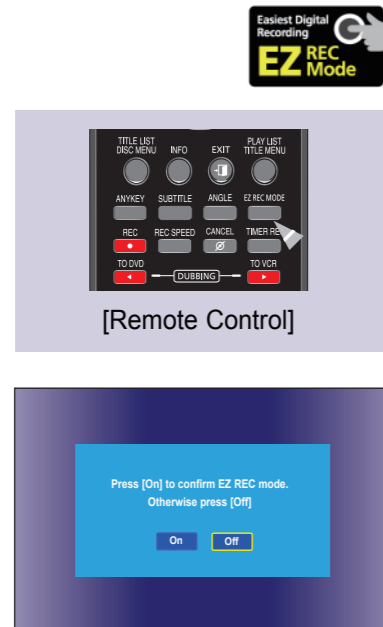 Easiest Digital
Recording
EZ REC
Mode
TITLE LIST
DISC MENU
INFO
EXIT
PLAY LIST
TITLE MENU
ANYKEY
SUBTITLE
ANGLE
EZ REC MODE
REC
REC SPEED
CANCEL
TIMER RE
TO DVD
DUBBING
TO VCR
[Remote Control]
Press [On] to confirm EZ REC mode.
Otherwise press [Off]
On
Off